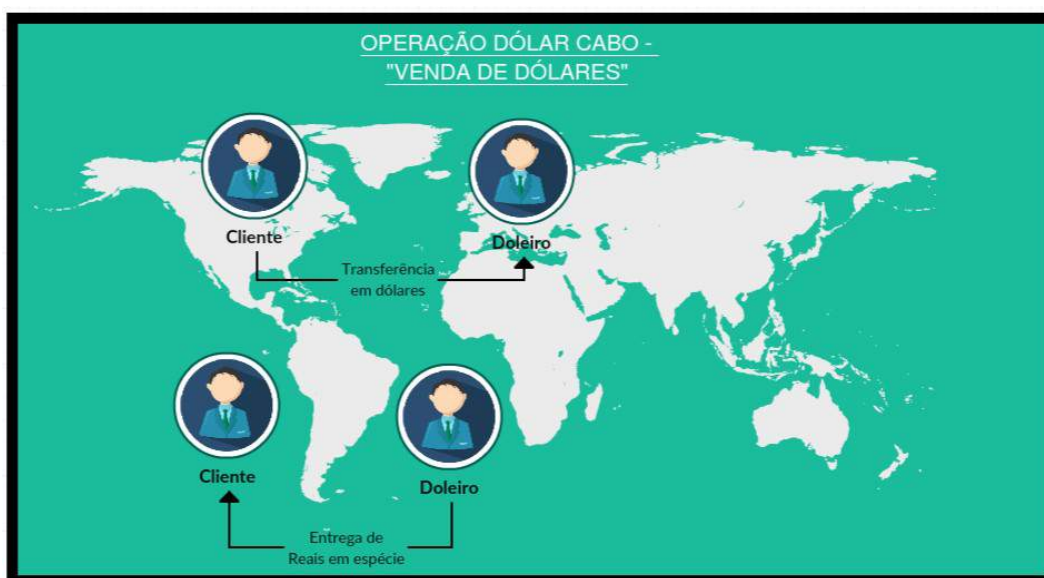 OPERAÇÃO DÓLAR CABO -
"VENDA DE DÓLARES"
Cliente
Doleiro
Transferência
em dólares
Cliente
Doleiro
Entrega de
Reais em espécie